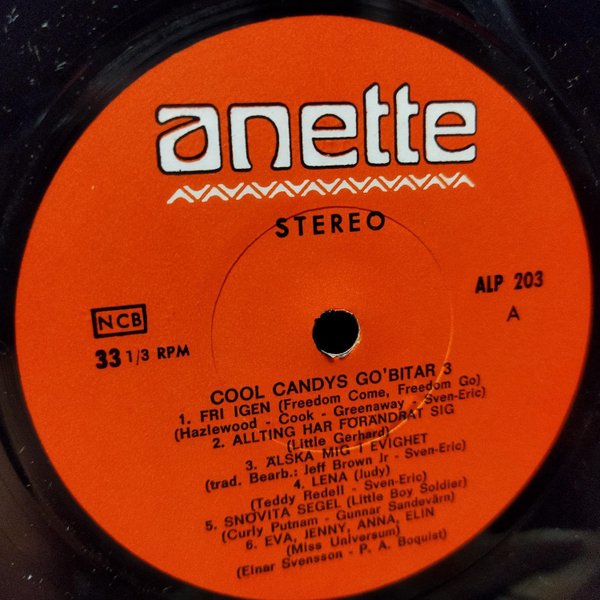 anette
STEREO
ALP 203
NCB
A
33 1/3 RPM
COOL CANDYS GO'BITAR 3
1. FRI IGEN (Freedom Come, Freedom Go)
(Hazlewood - Cook - Greenaway - Sven-Eric)
2. ALLTING HAR FÖRÄNDRAT SIG
(Little Gerhard)
3. ÄLSKA MIG I EVIGHET
(trad. Bearb.: Jeff Brown Jr - Sven-Eric)
4. LENA (Judy)
(Teddy Redell - Sven-Eric)
5. SNÖVITA SEGEL (Little Boy Soldier)
(Curly Putnam - Gunnar Sandevärn)
6. EVA, JENNY, ANNA, ELIN
(Miss Universum)
(Einar Svensson - P. A. Boquist)